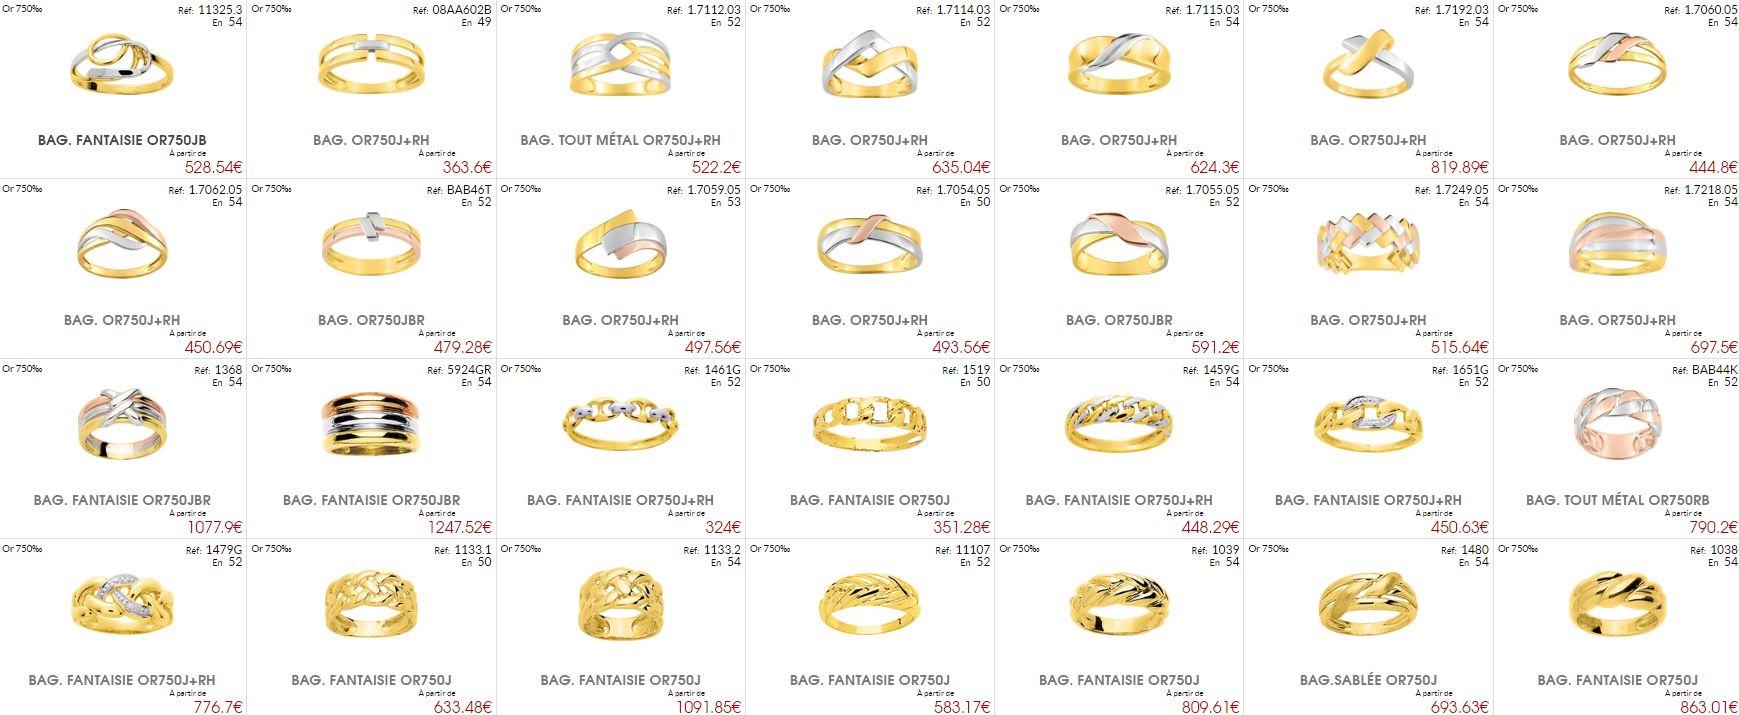 Or 750‰ Réf: 11325.3
En 54
BAG. FANTAISIE OR750JB
À partir de
528.54€
Or 750‰ Réf: 08AA602B
En 49
BAG. OR750J+RH
À partir de
363.6€
Or 750‰ Réf: 1.7112.03
En 52
BAG. TOUT MÉTAL OR750J+RH
À partir de
522.2€
Or 750‰ Réf: 1.7114.03
En 52
BAG. OR750J+RH
À partir de
635.04€
Or 750‰ Réf: 1.7115.03
En 54
BAG. OR750J+RH
À partir de
624.3€
Or 750‰ Réf: 1.7192.03
En 54
BAG. OR750J+RH
À partir de
819.89€
Or 750‰ Réf: 1.7060.05
En 54
BAG. OR750J+RH
À partir de
444.8€
Or 750‰ Réf: 1.7062.05
En 54
BAG. OR750J+RH
À partir de
450.69€
Or 750‰ Réf: BAB46T
En 52
BAG. OR750JBR
À partir de
479.28€
Or 750‰ Réf: 1.7059.05
En 53
BAG. OR750J+RH
À partir de
497.56€
Or 750‰ Réf: 1.7054.05
En 50
BAG. OR750J+RH
À partir de
493.56€
Or 750‰ Réf: 1.7055.05
En 52
BAG. OR750JBR
À partir de
591.2€
Or 750‰ Réf: 1.7249.05
En 54
BAG. OR750J+RH
À partir de
515.64€
Or 750‰ Réf: 1.7218.05
En 54
BAG. OR750J+RH
À partir de
697.5€
Or 750‰ Réf: 1368
En 54
BAG. FANTAISIE OR750JBR
À partir de
1077.9€
Or 750‰ Réf: 5924GR
En 54
BAG. FANTAISIE OR750JBR
À partir de
1247.52€
Or 750‰ Réf: 1461G
En 52
BAG. FANTAISIE OR750J+RH
À partir de
324€
Or 750‰ Réf: 1519
En 50
BAG. FANTAISIE OR750J
À partir de
351.28€
Or 750‰ Réf: 1459G
En 54
BAG. FANTAISIE OR750J+RH
À partir de
448.29€
Or 750‰ Réf: 1651G
En 52
BAG. FANTAISIE OR750J+RH
À partir de
450.63€
Or 750‰ Réf: BAB44K
En 52
BAG. TOUT MÉTAL OR750RB
À partir de
790.2€
Or 750‰ Réf: 1479G
En 52
BAG. FANTAISIE OR750J+RH
À partir de
776.7€
Or 750‰ Réf: 1133.1
En 50
BAG. FANTAISIE OR750J
À partir de
633.48€
Or 750‰ Réf: 1133.2
En 54
BAG. FANTAISIE OR750J
À partir de
1091.85€
Or 750‰ Réf: 11107
En 52
BAG. FANTAISIE OR750J
À partir de
583.17€
Or 750‰ Réf: 1039
En 54
BAG. FANTAISIE OR750J
À partir de
809.61€
Or 750‰ Réf: 1480
En 54
BAG.SABLÉE OR750J
À partir de
693.63€
Or 750‰ Réf: 1038
En 54
BAG. FANTAISIE OR750J
À partir de
863.01€